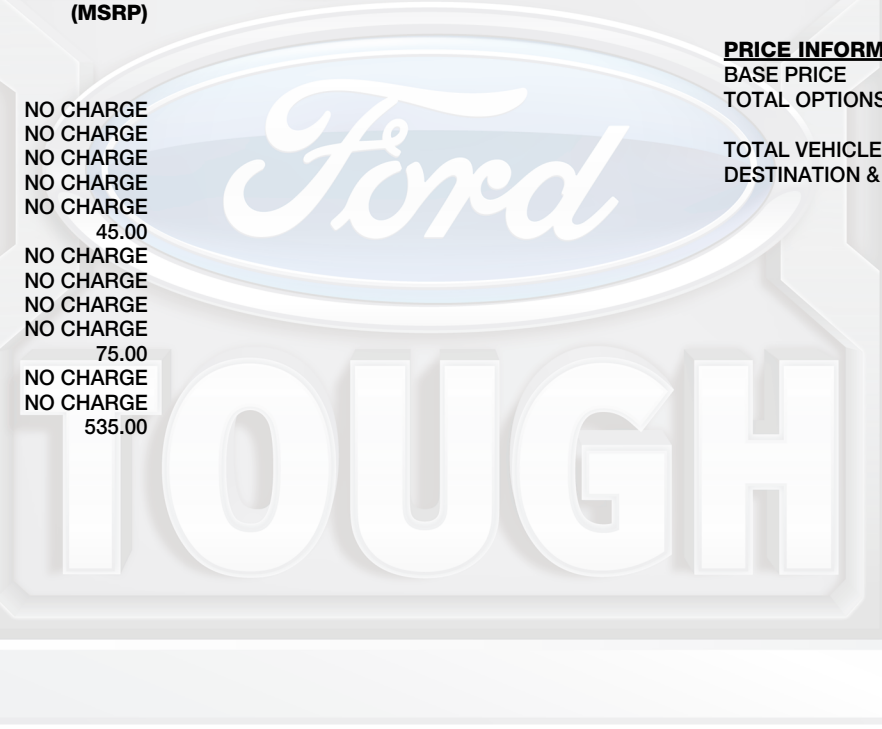 (MSRP)
NO CHARGE
NO CHARGE
NO CHARGE
NO CHARGE
NO CHARGE
45.00
NO CHARGE
NO CHARGE
NO CHARGE
NO CHARGE
75.00
NO CHARGE
NO CHARGE
535.00
PRICE INFORM
BASE PRICE
TOTAL OPTIONS
TOTAL VEHICLE
DESTINATION &
Ford
TOUGH